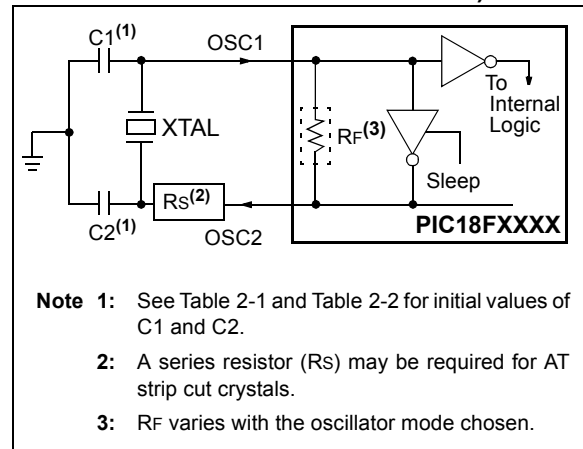 C1(1)
OSC1
To
Internal
Logic
XTAL
RF(3)
Sleep
C2(1)
RS(2)
OSC2
PIC18FXXXX
Note 1: See Table 2-1 and Table 2-2 for initial values of
C1 and C2.
2: A series resistor (RS) may be required for AT
strip cut crystals.
3: RF varies with the oscillator mode chosen.